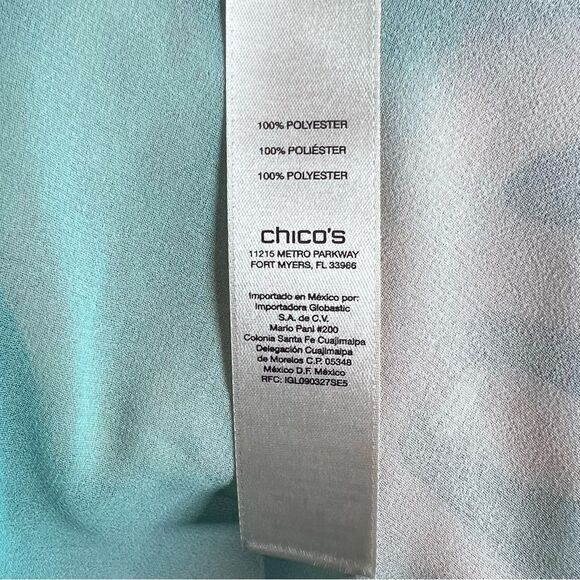 100% POLYESTER
100% POLIÉSTER
100% POLYESTER
chico's
11215 METRO PARKWAY
FORT MYERS, FL 33966
Importado en México por:
Importadora Globastic
S.A. de C.V.
Mario Pani #200
Colonia Santa Fe Cuajimalpa
Delegación Cuajimalpa
de Morelos C.P. 05348
México D.F. México
RFC: IGL090327SE5